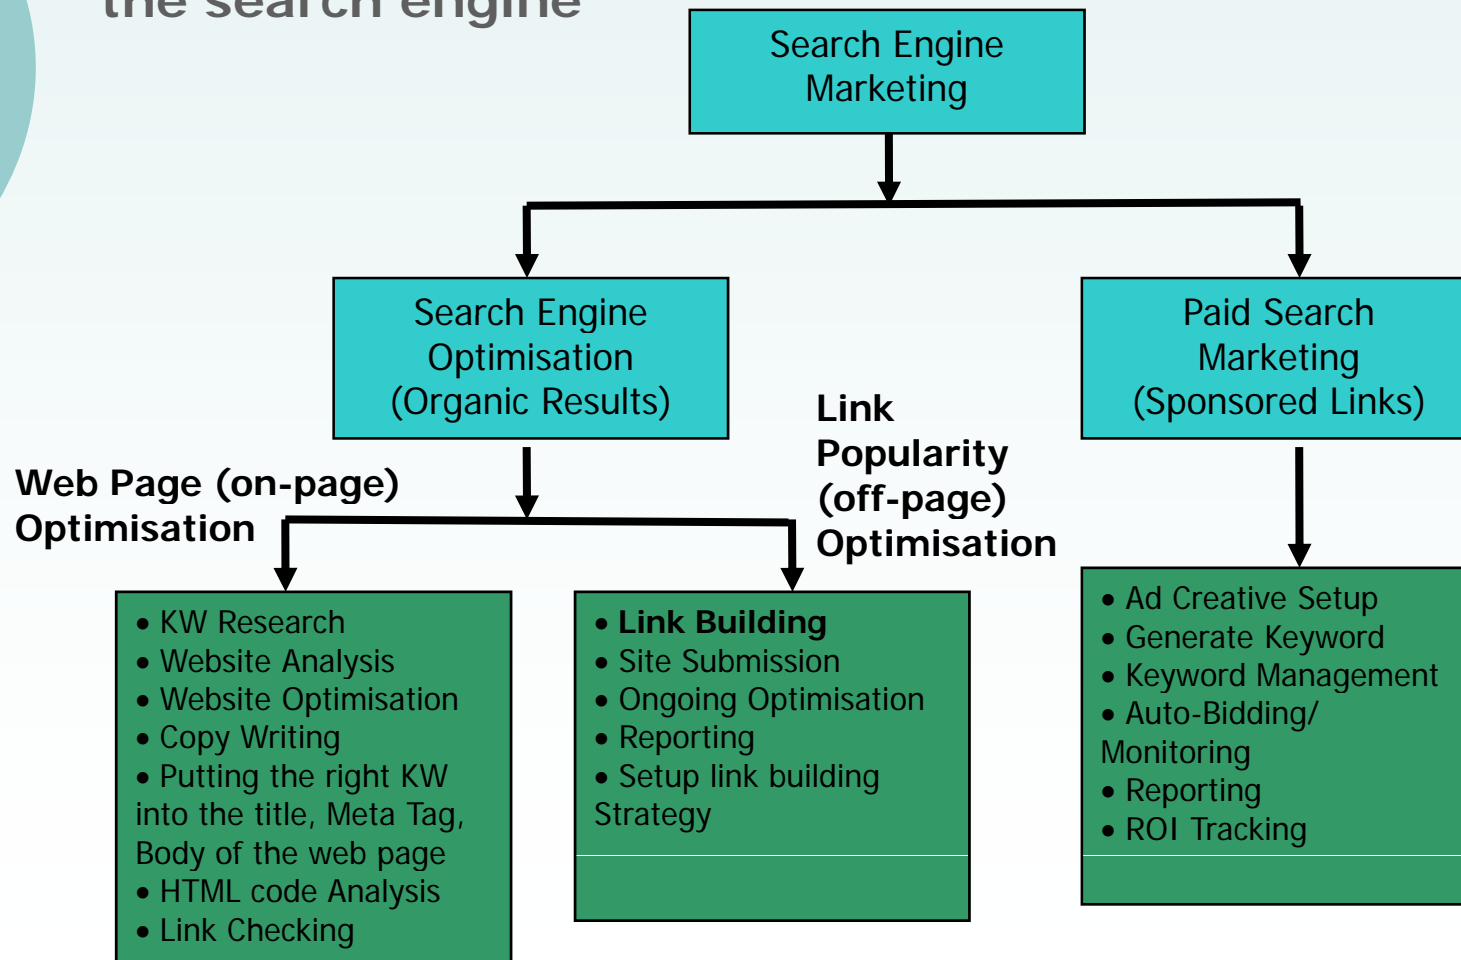 the search engine
Search Engine
Marketing
Search Engine
Optimisation
(Organic Results)
Paid Search
Marketing
(Sponsored Links)
Web Page (on-page)
Optimisation
Link
Popularity
(off-page)
Optimisation
• KW Research
• Website Analysis
• Website Optimisation
• Copy Writing
• Putting the right KW
into the title, Meta Tag,
Body of the web page
• HTML code Analysis
• Link Checking
• Link Building
• Site Submission
• Ongoing Optimisation
• Reporting
• Setup link building
Strategy
• Ad Creative Setup
• Generate Keyword
• Keyword Management
• Auto-Bidding/
Monitoring
• Reporting
• ROI Tracking